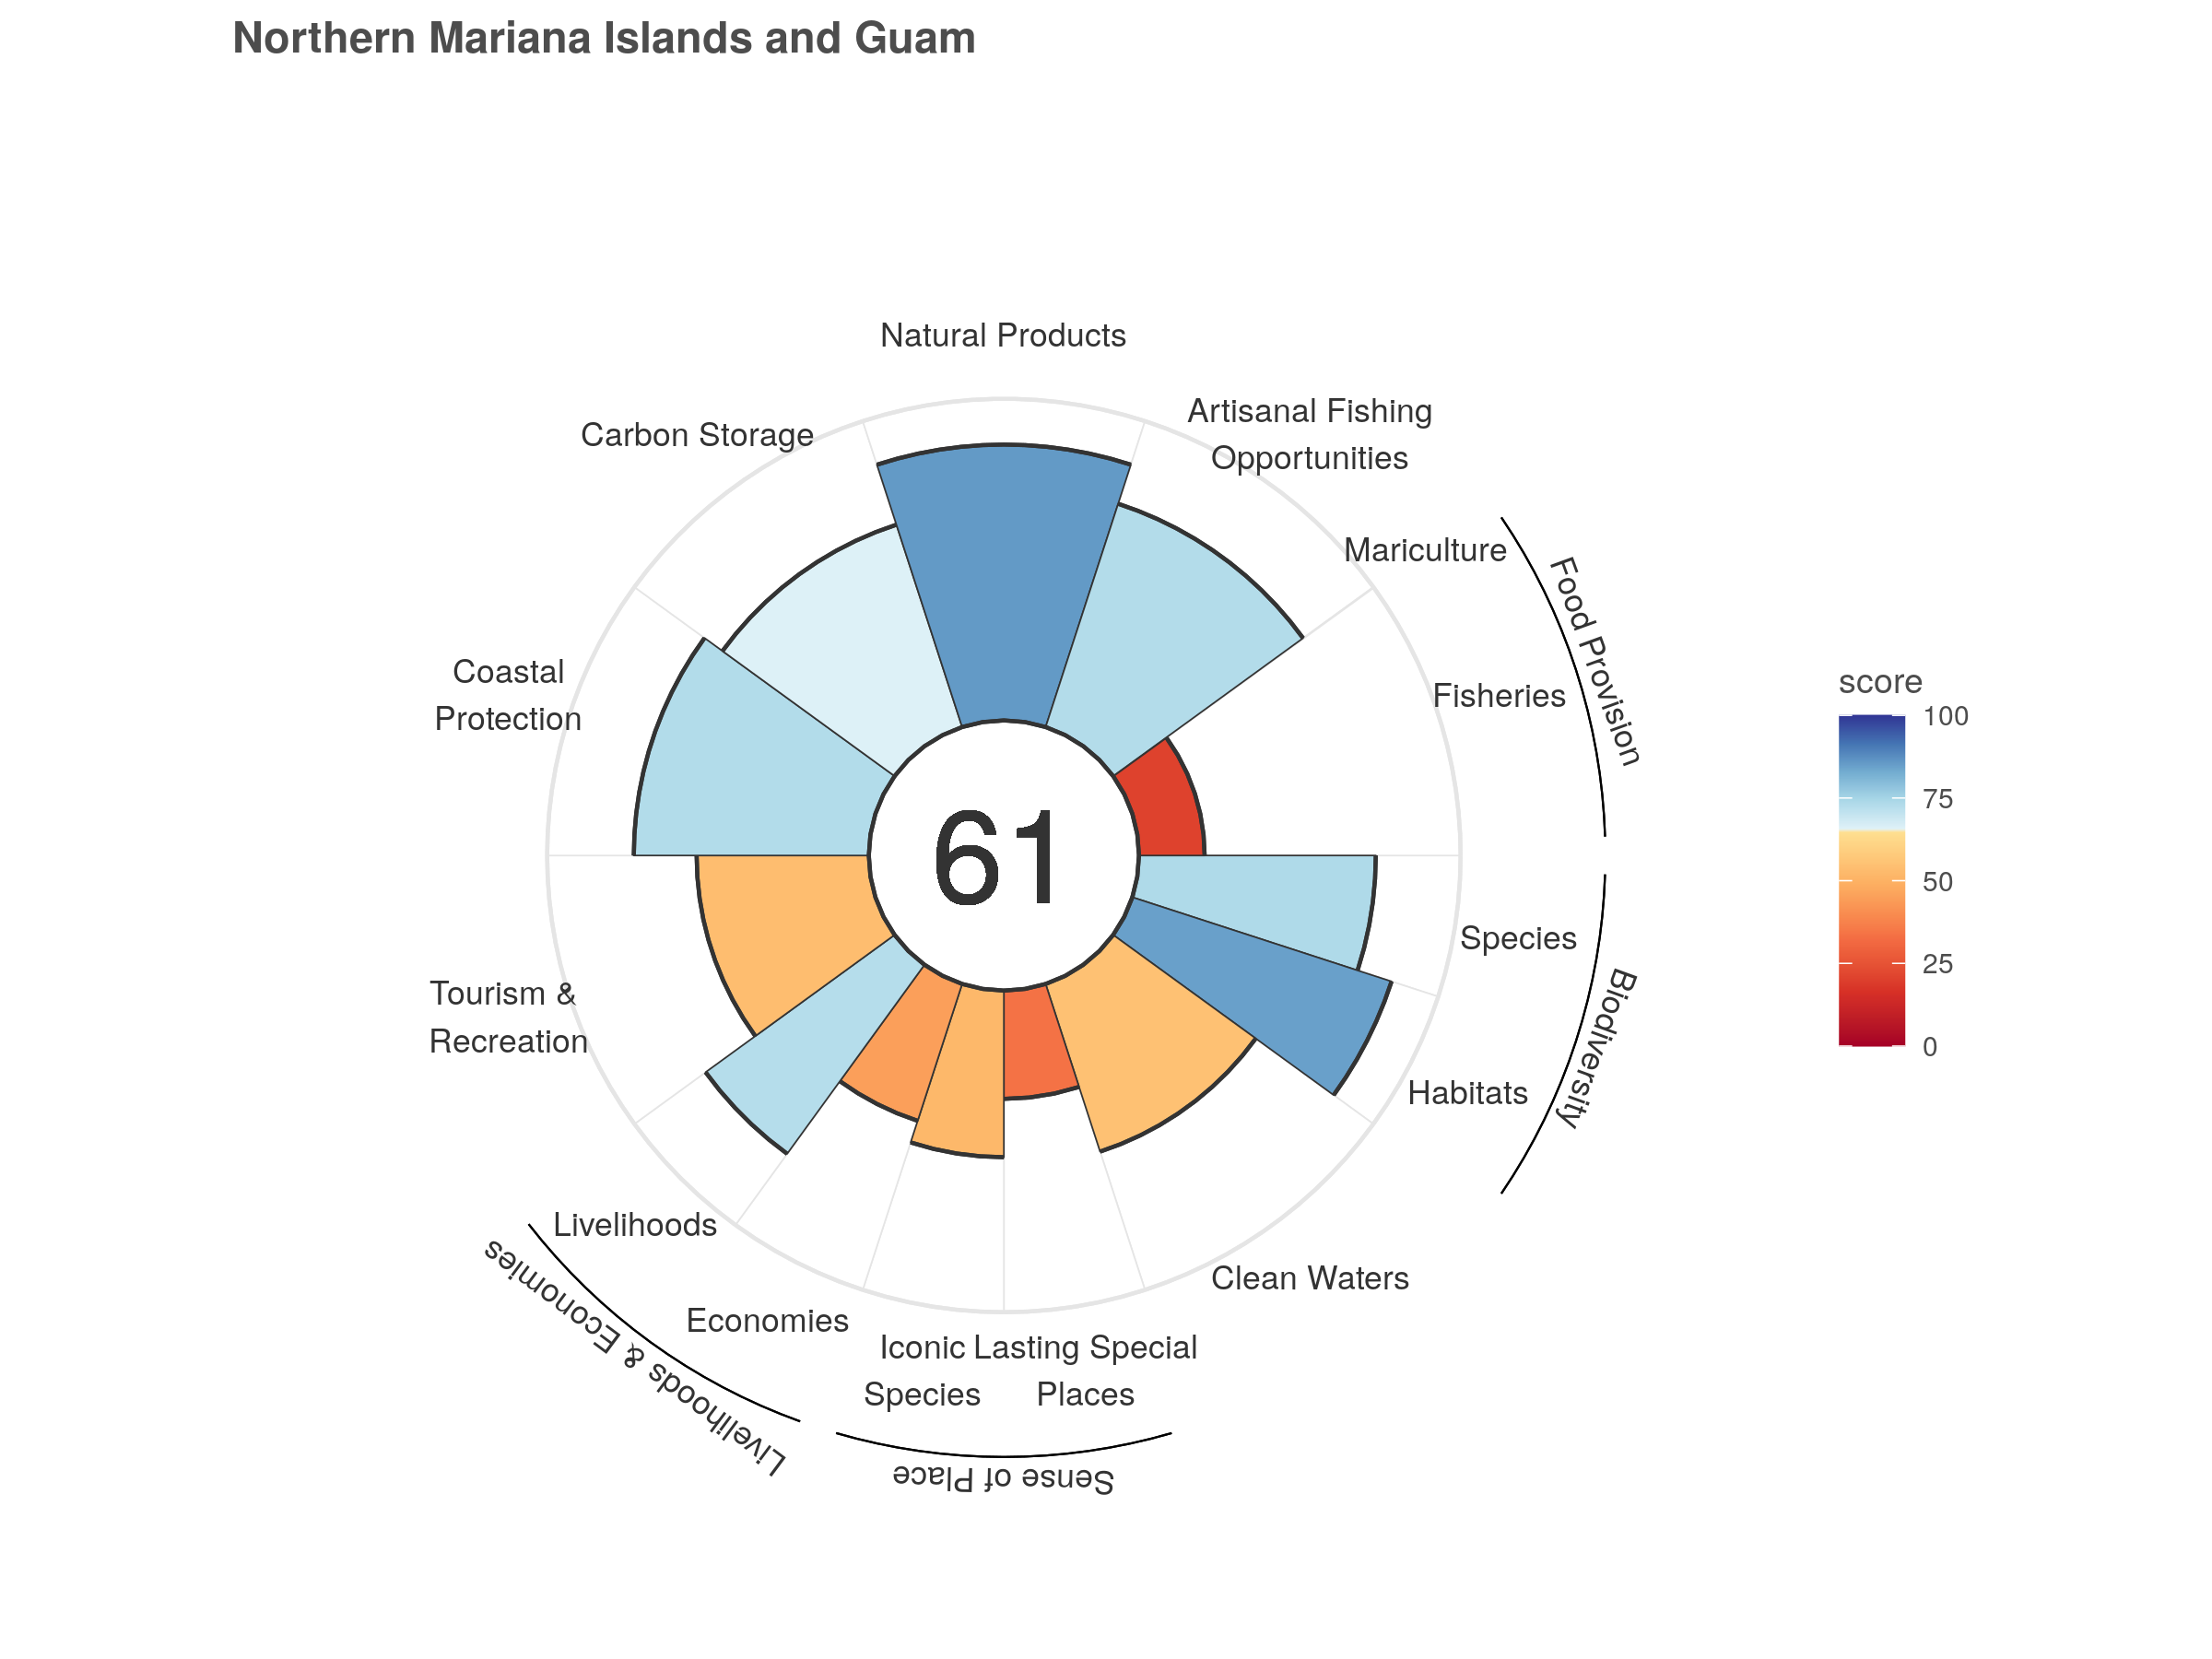 Northern Mariana Islands and Guam
Natural Products
Artisanal Fishing
Opportunities
Carbon Storage
Mariculture
Food Provision
Fisheries
Coastal
Protection
score
100
75
50
25
0
61
Species
Biodiversity
Habitats
Tourism &
Recreation
Livelihoods
Clean Waters
Economies
Livelihoods & Economies
Iconic
Species
Lasting Special
Places
Sense of Place